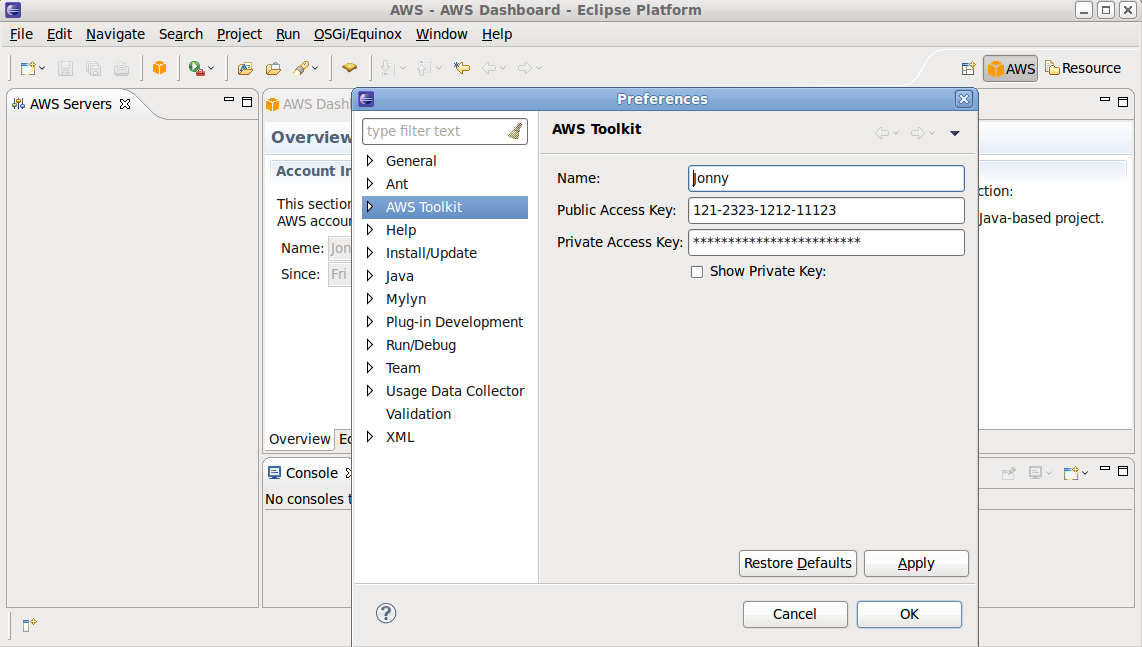 AWS - AWS Dashboard - Eclipse Platform
File Edit Navigate Search Project Run OSGi/Equinox Window Help
AWS Resource
AWS Servers
AWS Dash
Overview
Account In
This section
AWS accou
Name: Jon
Since: Fri
Overview
Console
No consoles t
Preferences
type filter text
General
Ant
AWS Toolkit
Help
Install/Update
Java
Mylyn
Plug-in Development
Run/Debug
Team
Usage Data Collector
Validation
XML
AWS Toolkit
Name: Jonny
Public Access Key: 121-2323-1212-11123
Private Access Key: ************************
Show Private Key:
Restore Defaults Apply
Cancel OK
ction:
Java-based project.